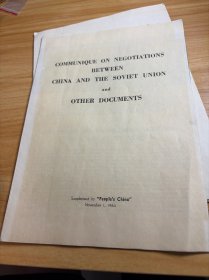 COMMUNIQUE ON NEGOTIATIONS
BETWEEN
CHINA AND THE SOVIET UNION
and
OTHER DOCUMENTS
Supplement to "People's China"
November 1,